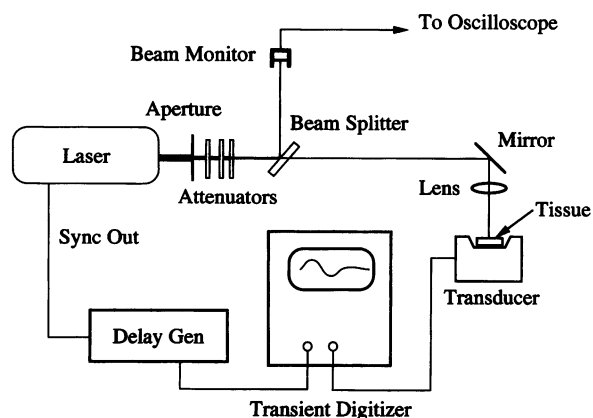 To Oscilloscope
Beam Monitor
Aperture
Beam Splitter
Laser
Mirror
Attenuators
Lens
Tissue
Sync Out
Transducer
Delay Gen
Transient Digitizer